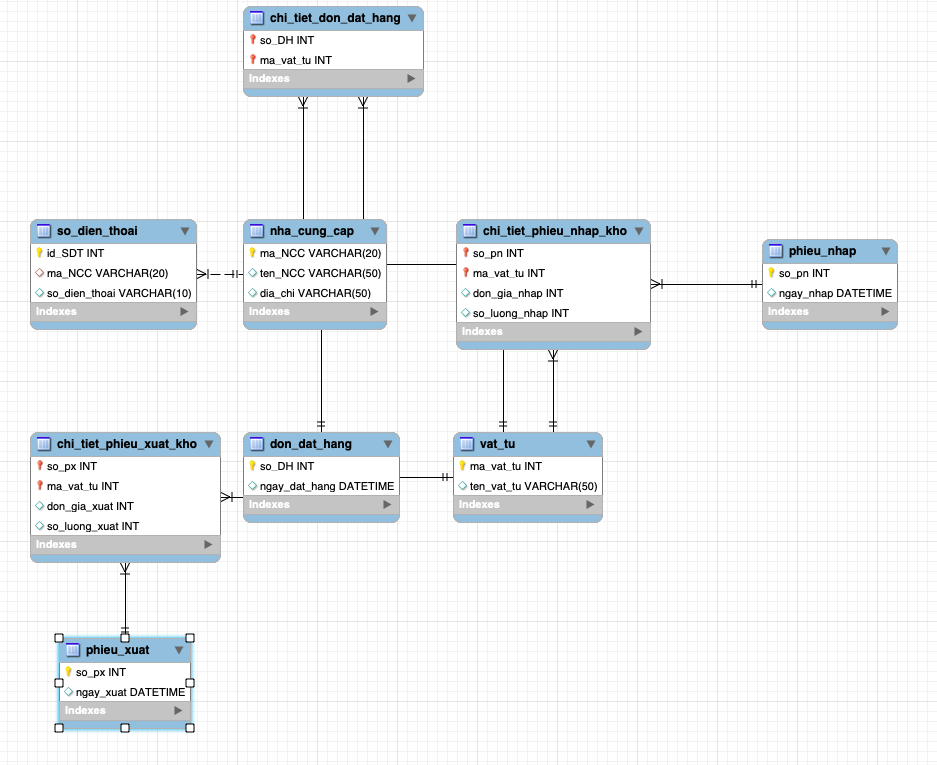 chi_tiet_don_dat_hang
so_DH INT
ma_vat_tu INT
Indexes
so_dien_thoai
id_SDT INT
ma_NCC VARCHAR(20)
so_dien_thoai VARCHAR(10)
Indexes
nha_cung_cap
ma_NCC VARCHAR(20)
ten_NCC VARCHAR(50)
dia_chi VARCHAR(50)
Indexes
chi_tiet_phieu_nhap_kho
so_pn INT
ma_vat_tu INT
don_gia_nhap INT
so_luong_nhap INT
Indexes
phieu_nhap
so_pn INT
ngay_nhap DATETIME
Indexes
chi_tiet_phieu_xuat_kho
so_px INT
ma_vat_tu INT
don_gia_xuat INT
so_luong_xuat INT
Indexes
don_dat_hang
so_DH INT
ngay_dat_hang DATETIME
Indexes
vat_tu
ma_vat_tu INT
ten_vat_tu VARCHAR(50)
Indexes
phieu_xuat
so_px INT
ngay_xuat DATETIME
Indexes